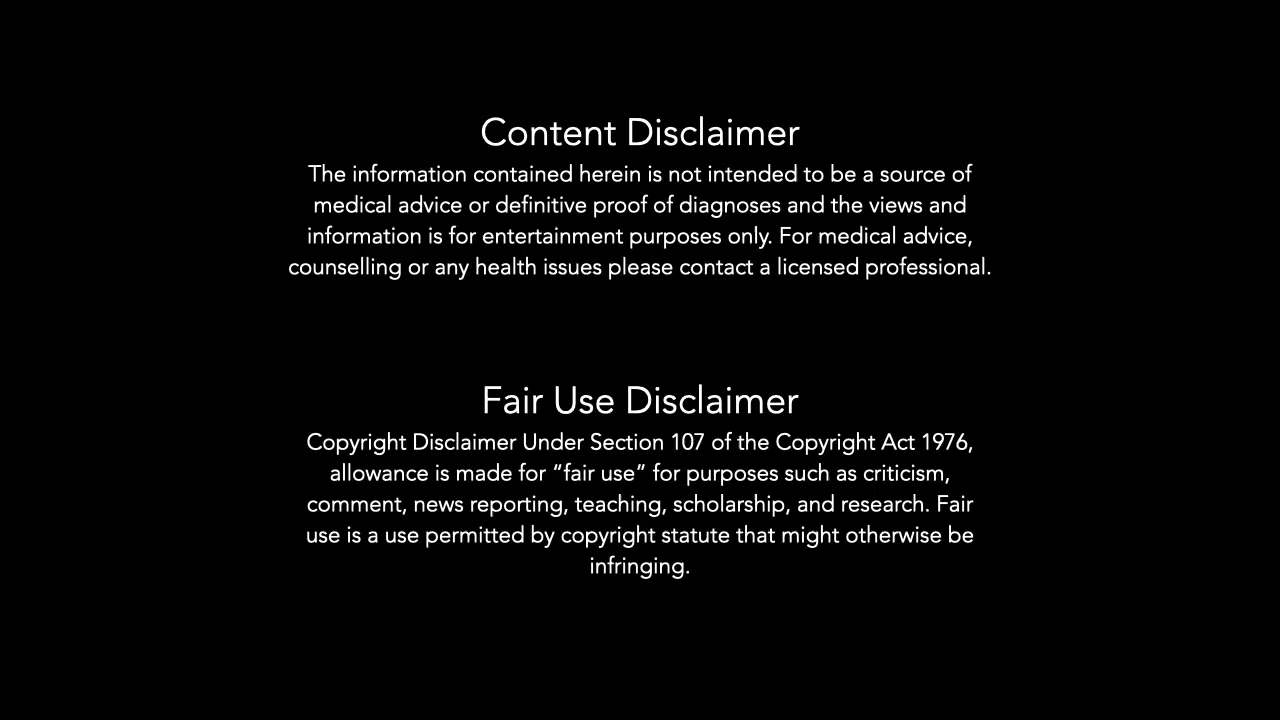 Content Disclaimer
The information contained herein is not intended to be a source of
medical advice or definitive proof of diagnoses and the views and
information is for entertainment purposes only. For medical advice,
counselling or any health issues please contact a licensed professional.
Fair Use Disclaimer
Copyright Disclaimer Under Section 107 of the Copyright Act 1976,
allowance is made for “fair use” for purposes such as criticism,
comment, news reporting, teaching, scholarship, and research. Fair
use is a use permitted by copyright statute that might otherwise be
infringing.